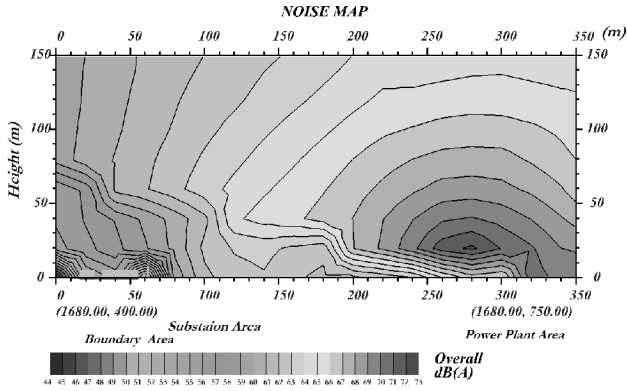 NOISE MAP
0 50 100 150 200 250 300 350 (m)
150 150
Height (m)
100 100
50 50
0 0
0 50 100 150 200 250 300 350
(1680.00, 400.00) (1680.00, 750.00)
Substaion Area
Boundary Area Power Plant Area
Overall
dB(A)
44 45 46 47 48 49 50 51 52 53 54 55 56 57 58 59 60 61 62 63 64 65 66 67 68 69 70 71 72 73